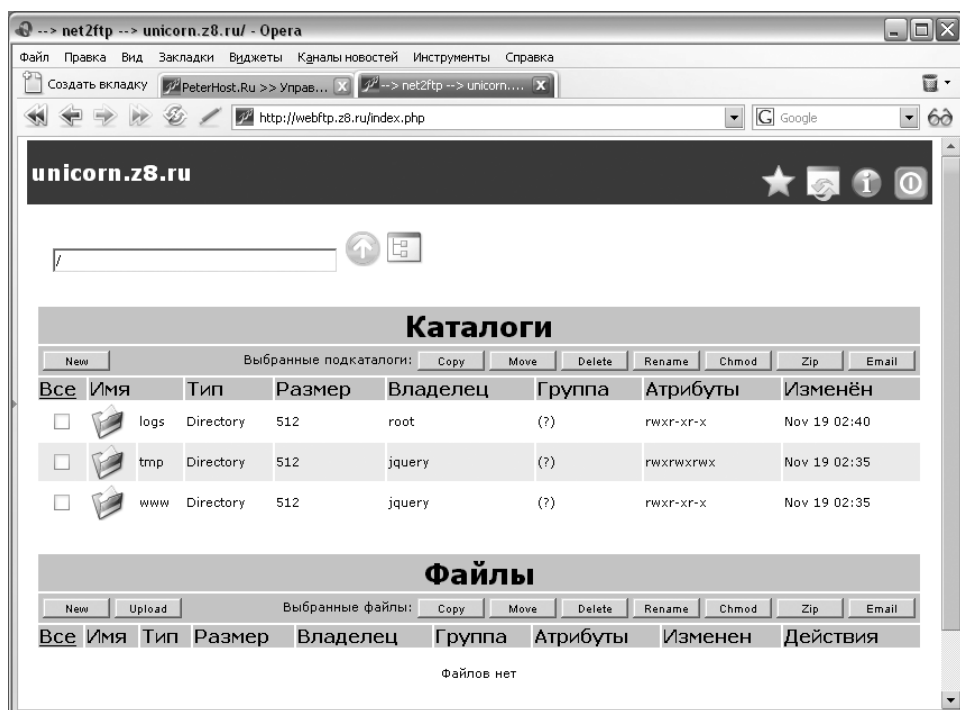 --> net2ftp --> unicorn.z8.ru/ - Opera
Файл Правка Вид Закладки Виджеты Каналы новостей Инструменты Справка
Создать вкладку PeterHost.Ru >> Управ... --> net2ftp --> unicorn....
http://webftp.z8.ru/index.php G Google
unicorn.z8.ru
/
Каталоги
New Выбранные подкаталоги: Copy Move Delete Rename Chmod Zip Email
Все Имя Тип Размер Владелец Группа Атрибуты Изменён
logs Directory 512 root (?) rwxr-xr-x Nov 19 02:40
tmp Directory 512 jquery (?) rwxrwxrwx Nov 19 02:35
www Directory 512 jquery (?) rwxr-xr-x Nov 19 02:35
Файлы
New Upload Выбранные файлы: Copy Move Delete Rename Chmod Zip Email
Все Имя Тип Размер Владелец Группа Атрибуты Изменен Действия
Файлов нет